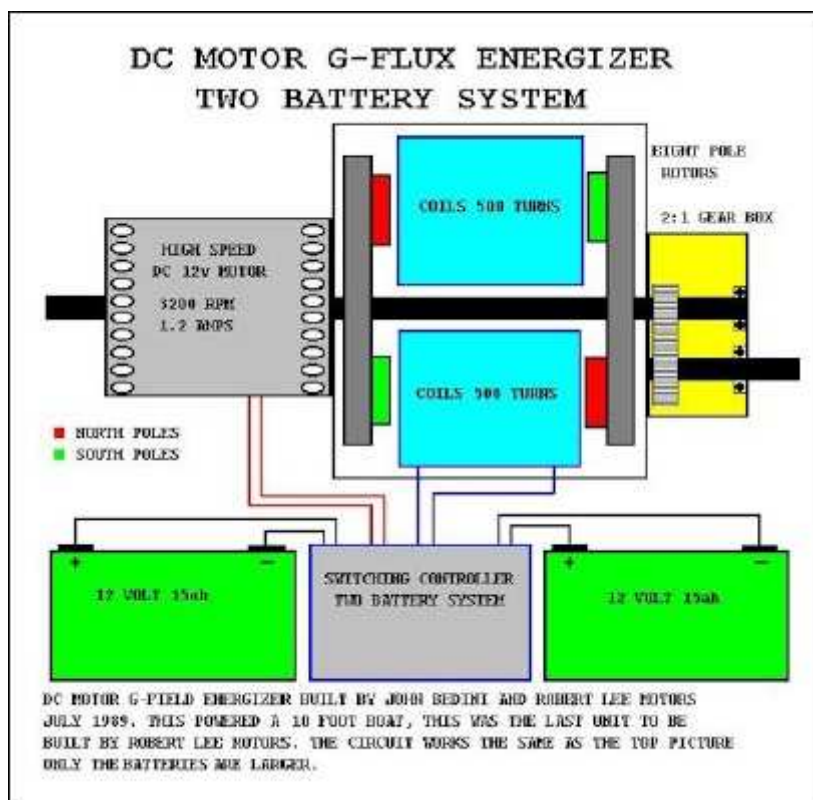 DC MOTOR G-FLUX ENERGIZER
TWO BATTERY SYSTEM
EIGHT POLE
ROTORS
COILS 500 TURNS
2:1 GEAR BOX
HIGH SPEED
DC 12v MOTOR
3200 RPM
1.2 AMPS
COILS 500 TURNS
NORTH POLES
SOUTH POLES
+ −
SWITCHING CONTROLLER
TWO BATTERY SYSTEM
+ −
12 VOLT 15ah
12 VOLT 15ah
DC MOTOR G-FIELD ENERGIZER BUILT BY JOHN BEDINI AND ROBERT LEE MOTORS
JULY 1989. THIS POWERED A 10 FOOT BOAT, THIS WAS THE LAST UNIT TO BE
BUILT BY ROBERT LEE MOTORS. THE CIRCUIT WORKS THE SAME AS THE TOP PICTURE
ONLY THE BATTERIES ARE LARGER.